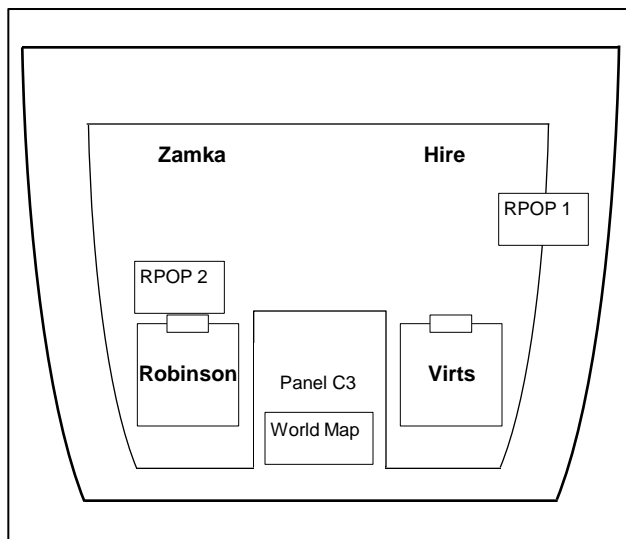 Zamka
Hire
RPOP 1
RPOP 2
Robinson
Panel C3
Virts
World Map